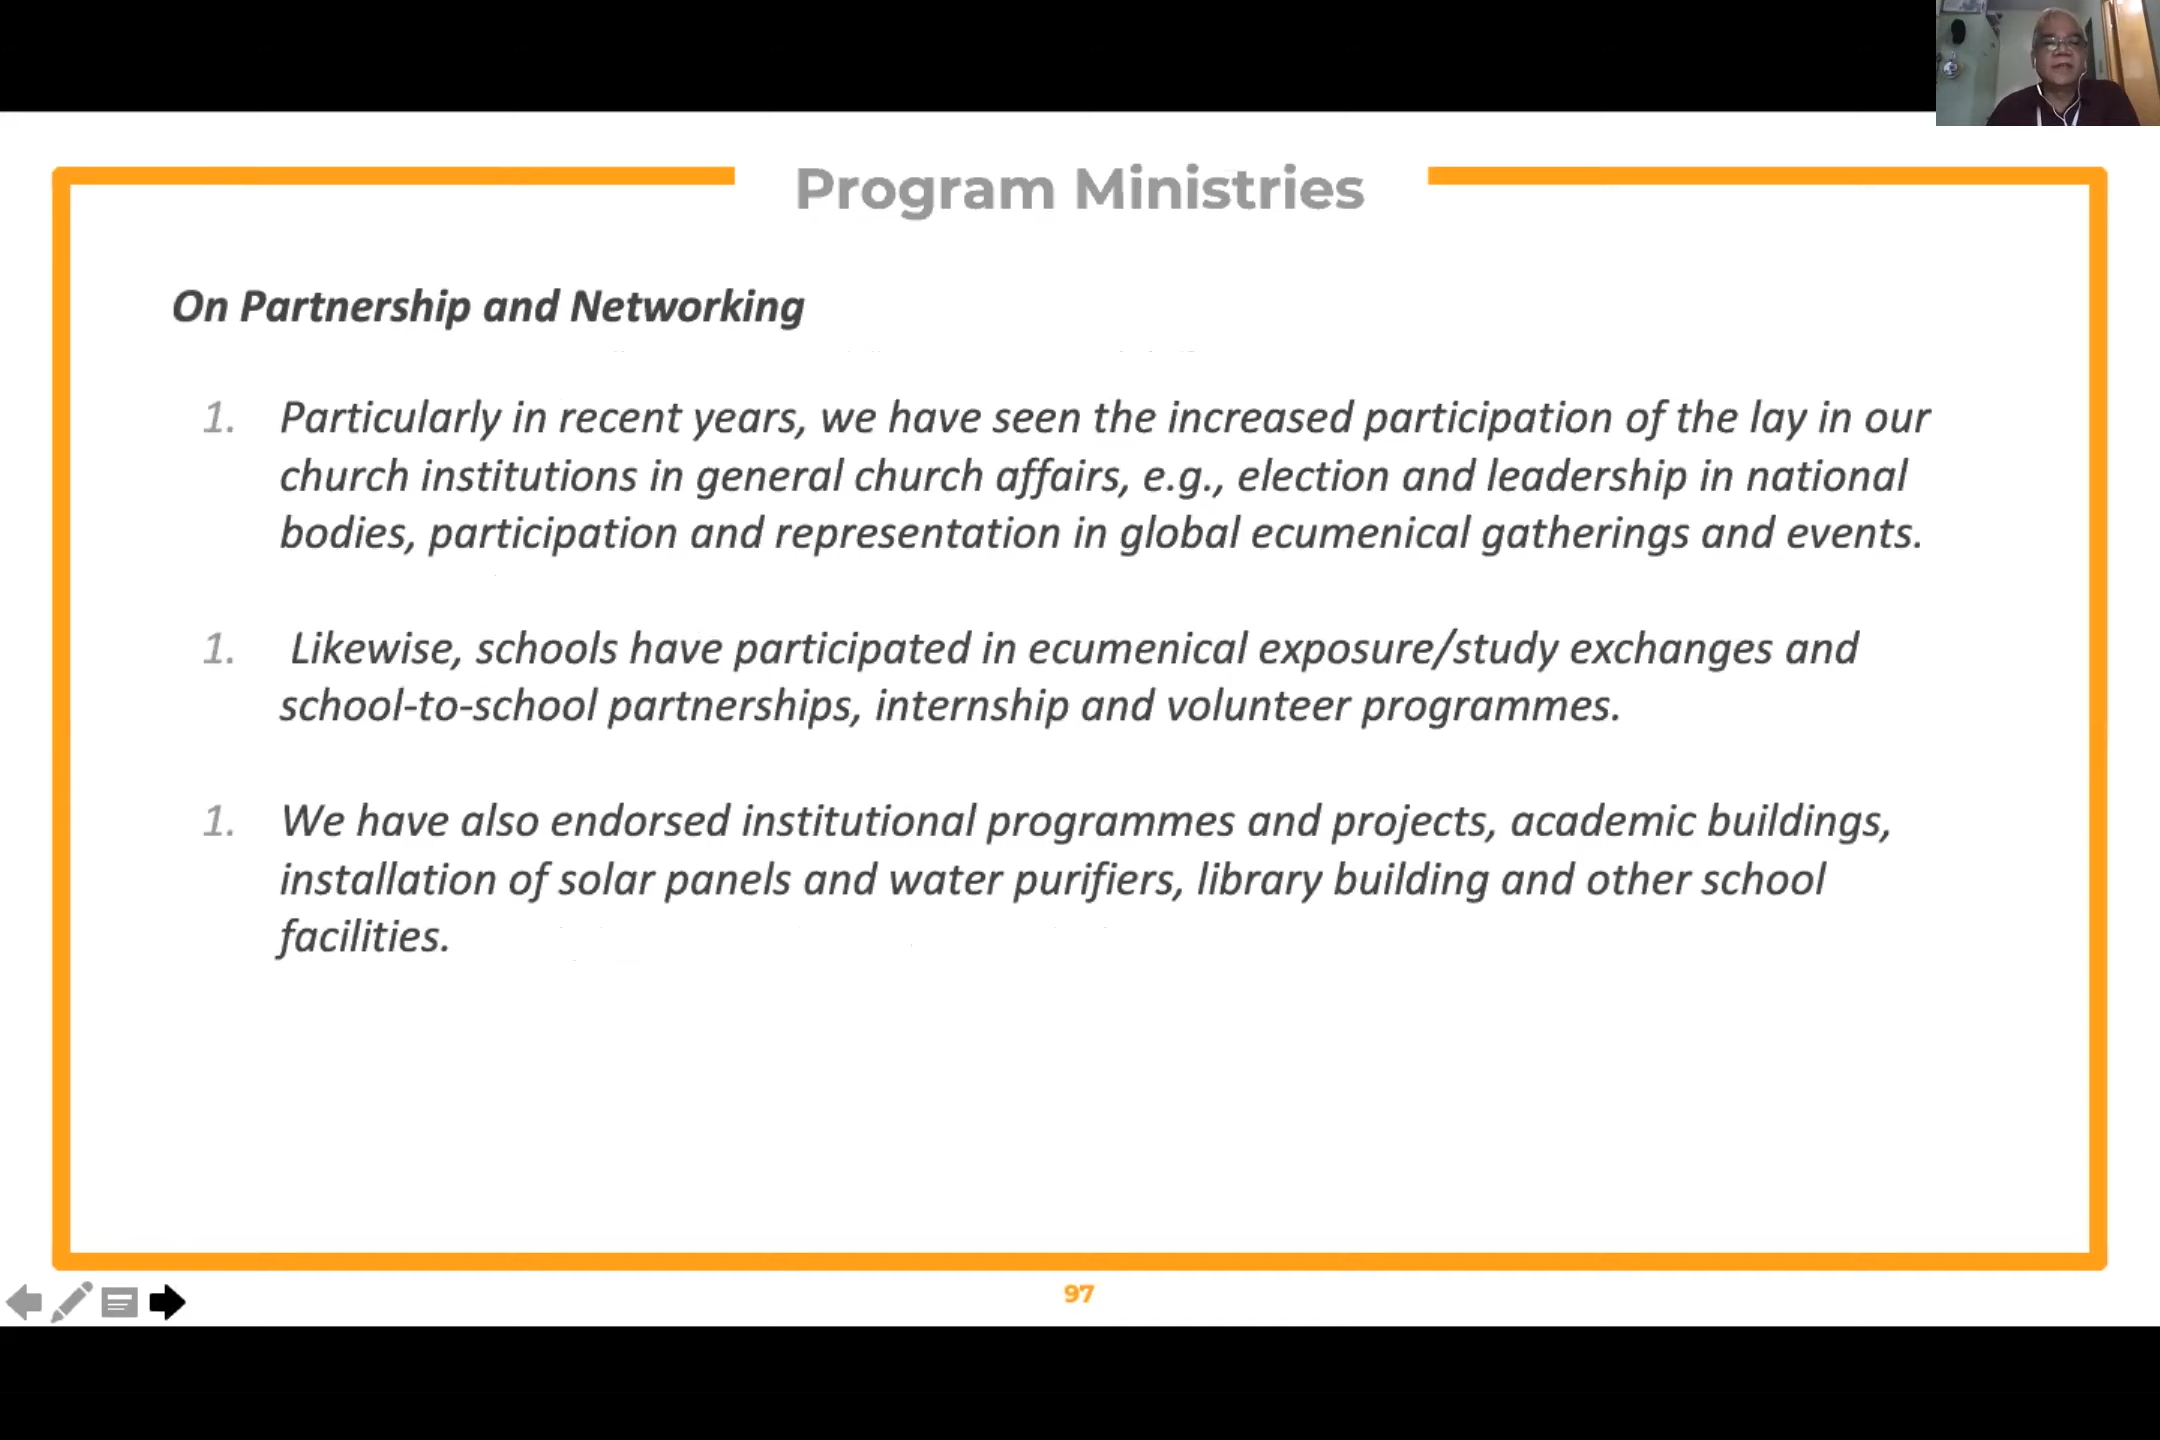 Program Ministries
On Partnership and Networking
1. Particularly in recent years, we have seen the increased participation of the lay in our
church institutions in general church affairs, e.g., election and leadership in national
bodies, participation and representation in global ecumenical gatherings and events.
1. Likewise, schools have participated in ecumenical exposure/study exchanges and
school-to-school partnerships, internship and volunteer programmes.
1. We have also endorsed institutional programmes and projects, academic buildings,
installation of solar panels and water purifiers, library building and other school
facilities.
97